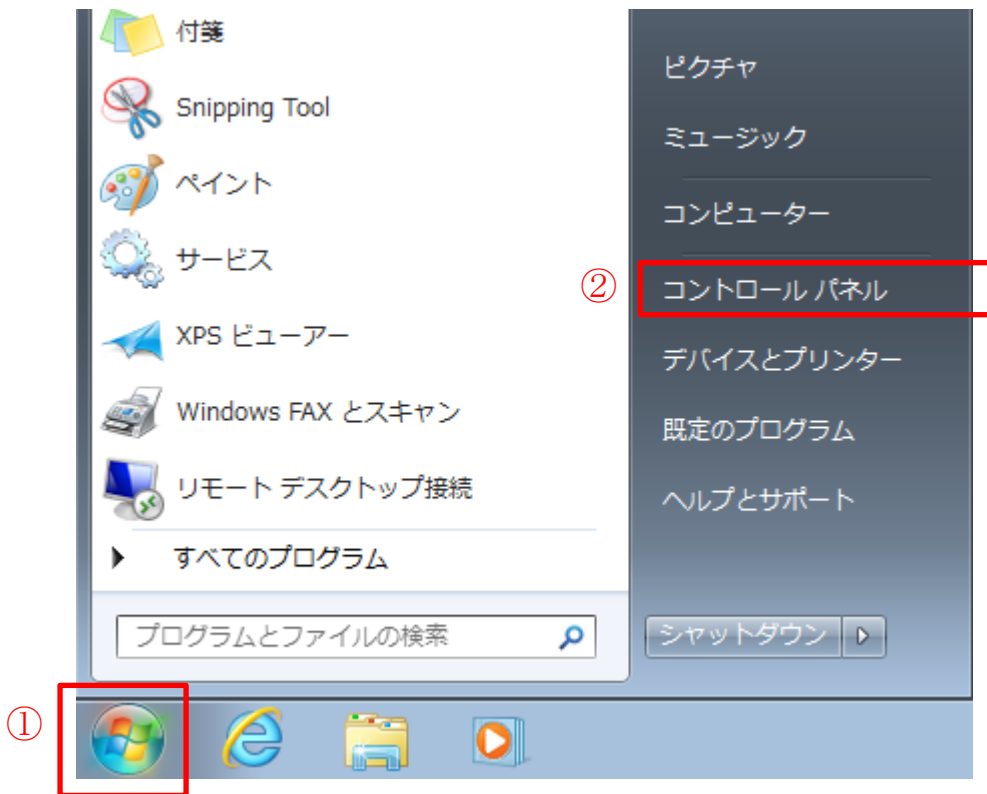 付箋
Snipping Tool
ペイント
サービス
XPS ビューアー
Windows FAX とスキャン
リモート デスクトップ接続
すべてのプログラム
プログラムとファイルの検索
ピクチャ
ミュージック
コンピューター
② コントロール パネル
デバイスとプリンター
既定のプログラム
ヘルプとサポート
シャットダウン
①